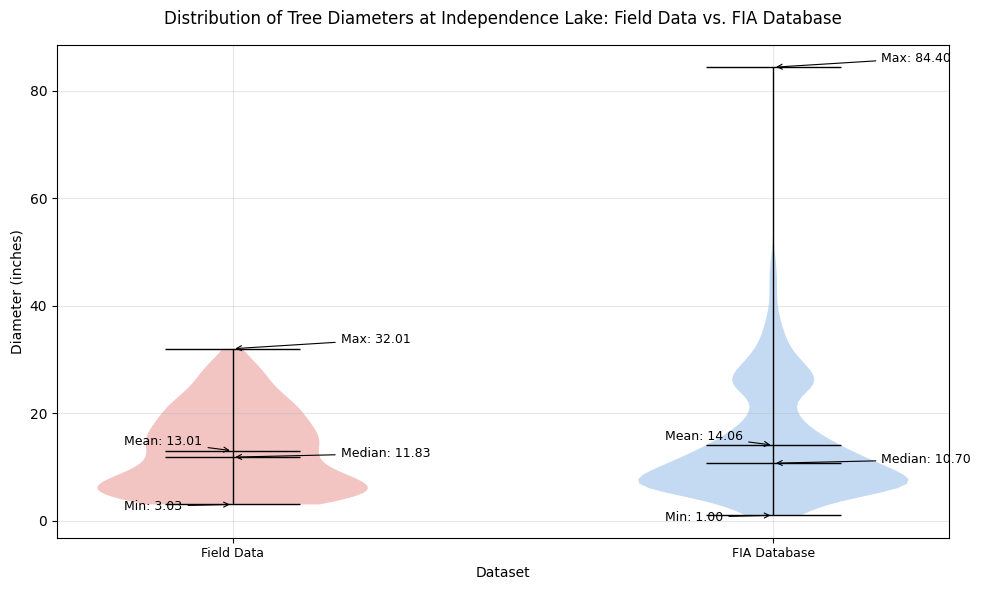 Distribution of Tree Diameters at Independence Lake: Field Data vs. FIA Database
Diameter (inches)
80
60
40
20
0
Max: 32.01
Mean: 13.01
Median: 11.83
Min: 3.03
Max: 84.40
Mean: 14.06
Median: 10.70
Min: 1.00
Field Data
FIA Database
Dataset